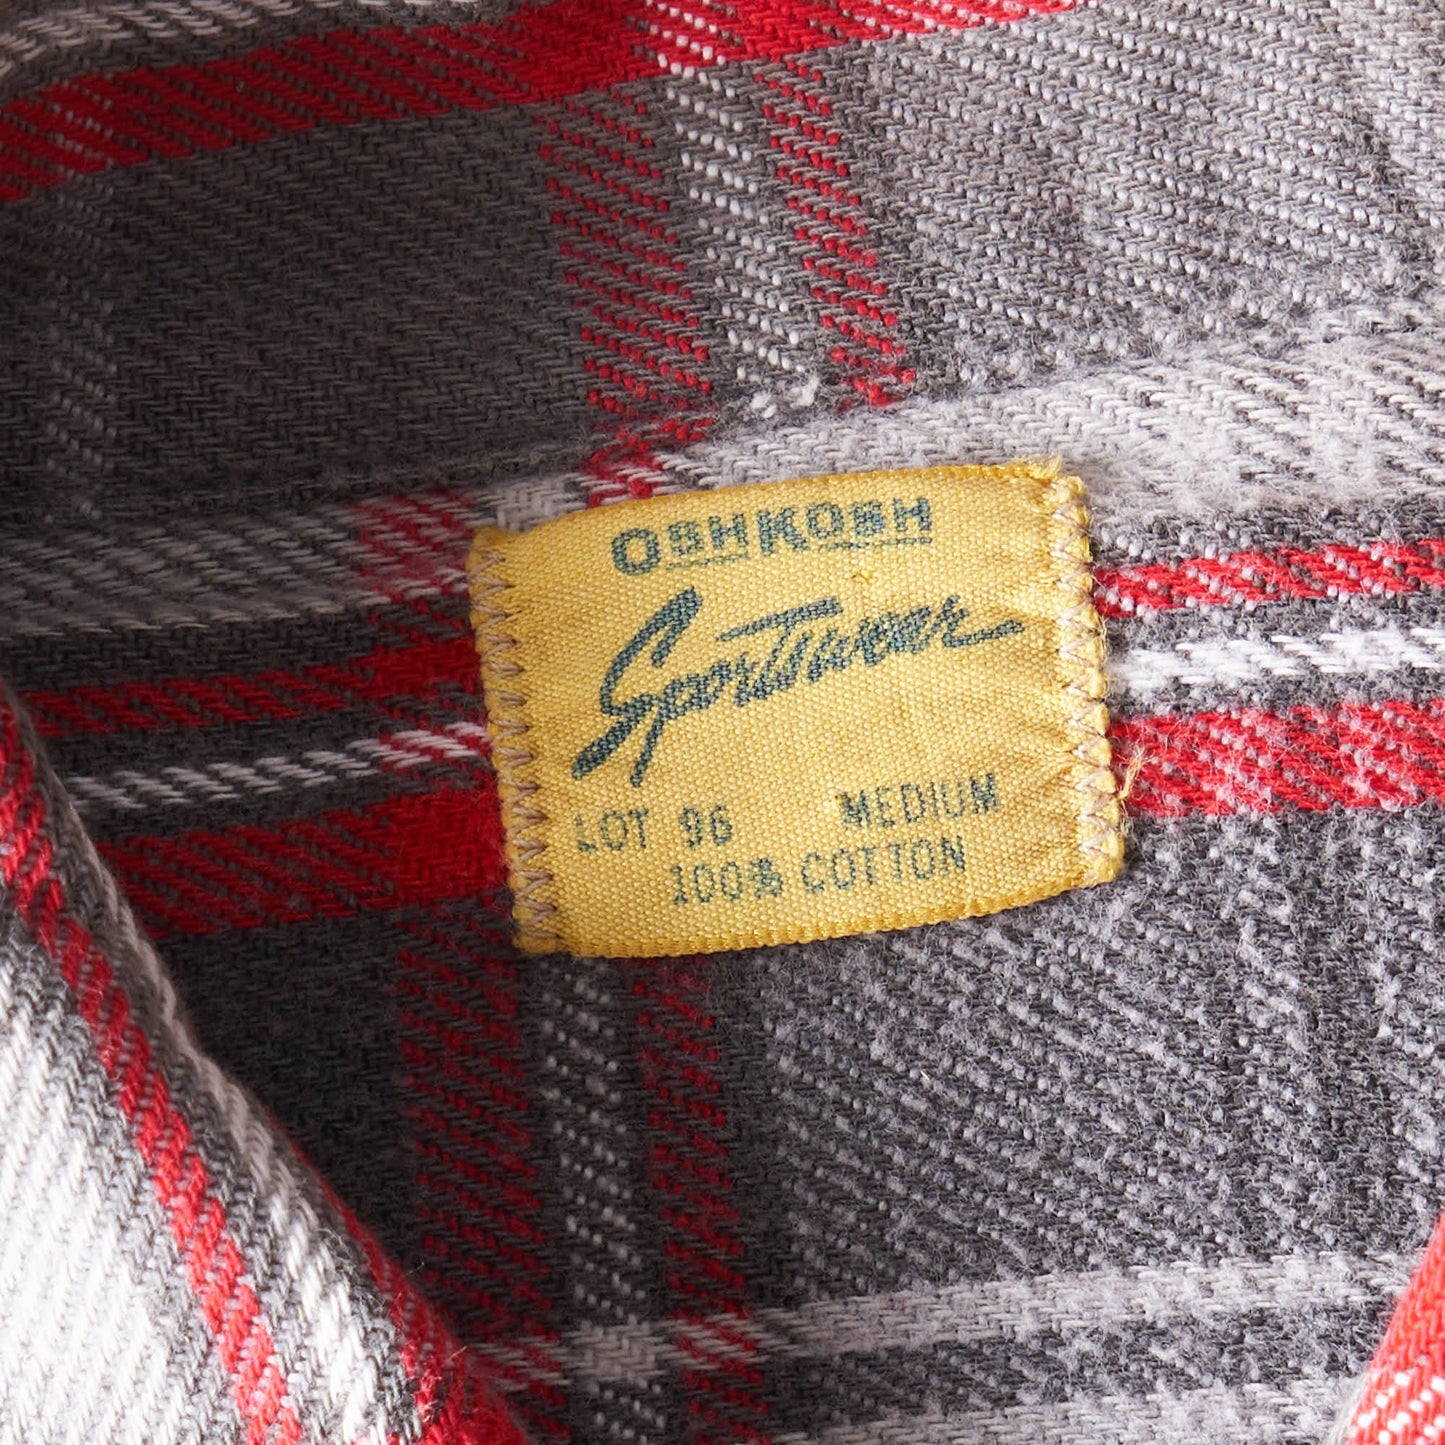 OSHKOSH
Sportswear
LOT 96 MEDIUM
100% COTTON